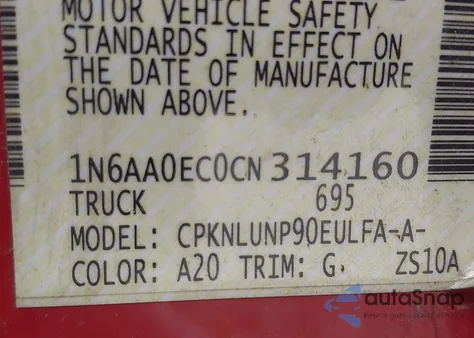 MOTOR VEHICLE SAFETY
STANDARDS IN EFFECT ON
THE DATE OF MANUFACTURE
SHOWN ABOVE.
1N6AA0EC0CN314160
TRUCK 695
MODEL: CPKNLUNP90EULFA-A-
COLOR: A20 TRIM: G. ZS10A
autoSnap